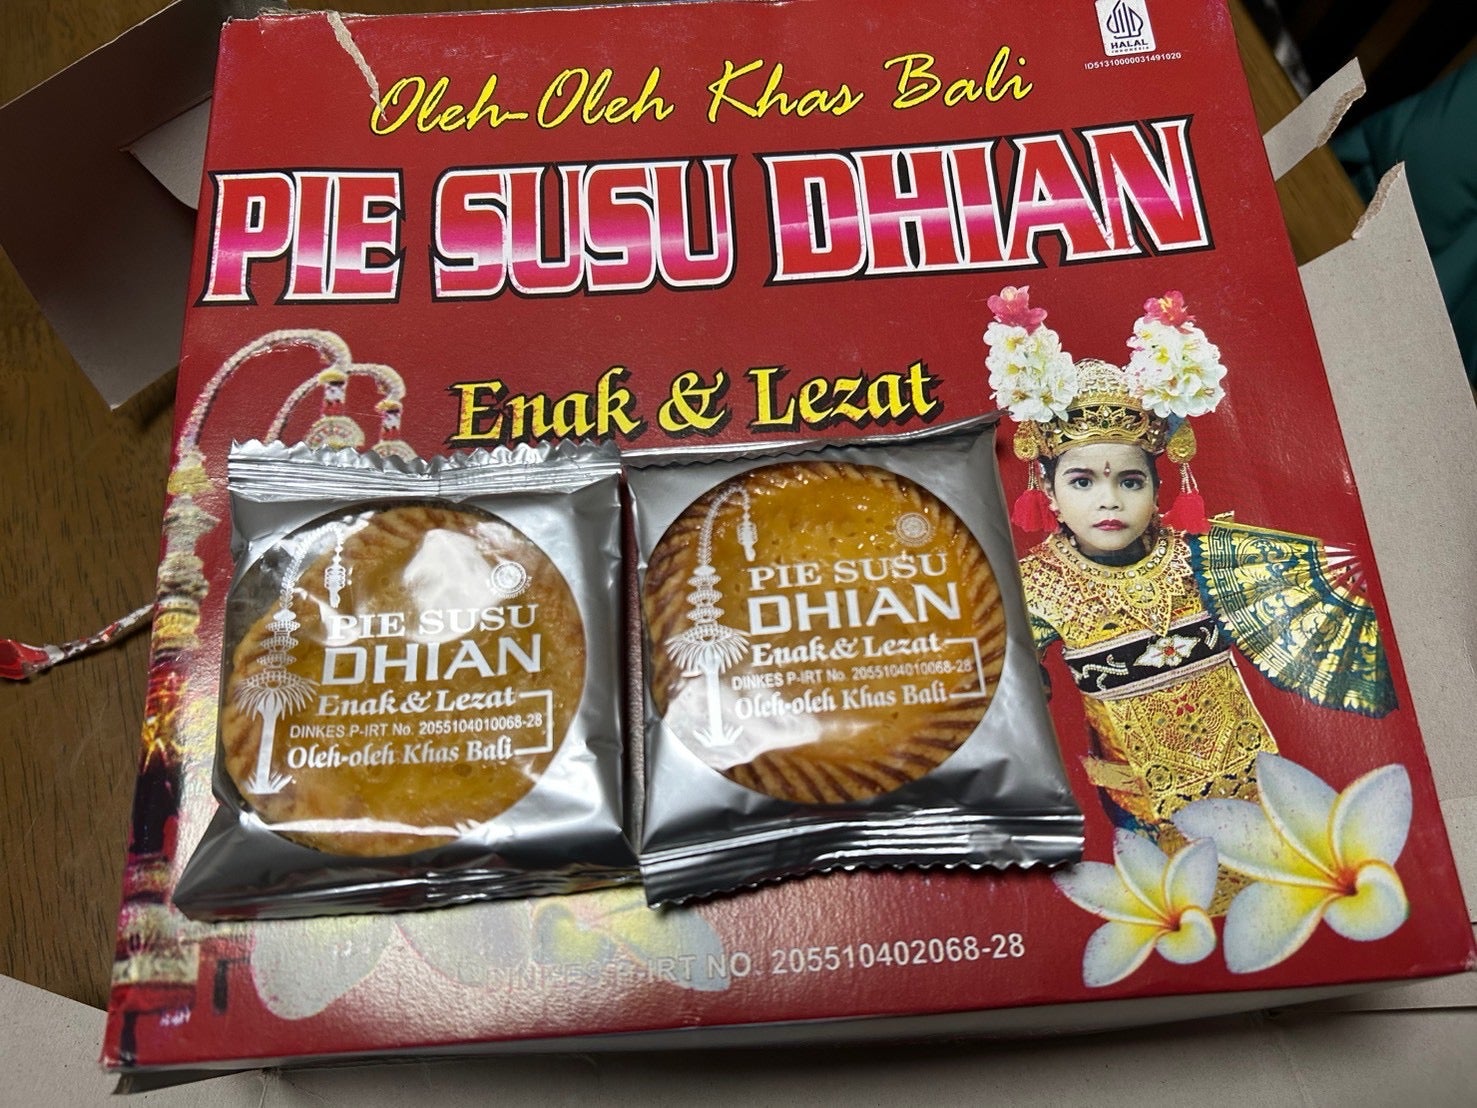 HALAL
INDONESIA
ID51310000031491020
Oleh-Oleh Khas Bali
PIE SUSU DHIAN
Enak & Lezat
PIE SUSU
DHIAN
Enak & Lezat
DINKES P-IRT No. 2055104010068-28
Oleh-oleh Khas Bali
PIE SUSU
DHIAN
Enak & Lezat
DINKES P-IRT No. 2055104010068-28
Oleh-oleh Khas Bali
DINKES P-IRT NO. 205510402068-28